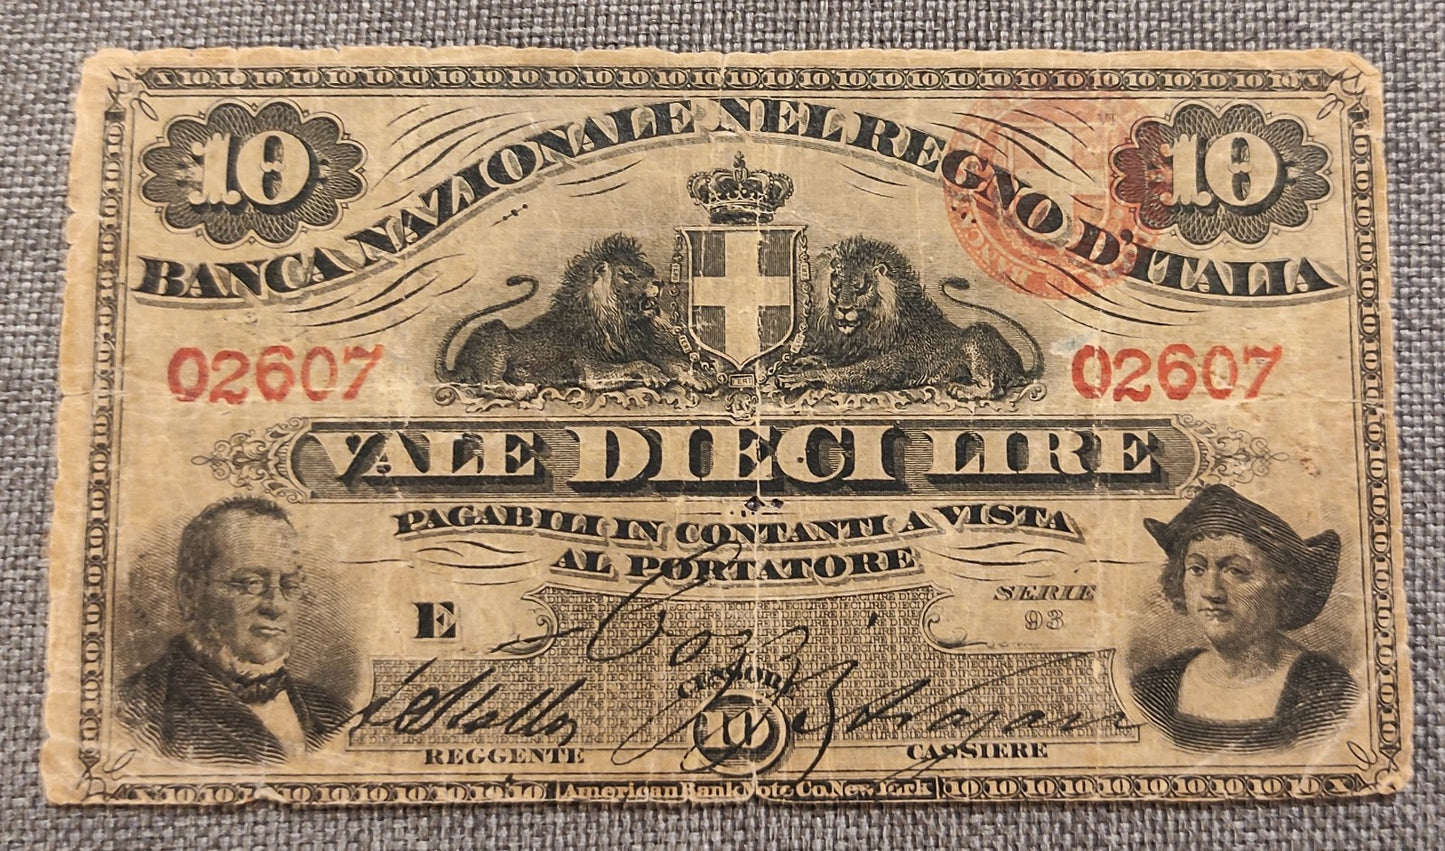 10 10
BANCA NAZIONALE NEL REGNO D'ITALIA
02607 02607
VALE DIECI LIRE
PAGABILI IN CONTANTI A VISTA
AL PORTATORE
E
SERIE
93
CENSORE
10
REGGENTE
CASSIERE
American Bank Note Co. New York